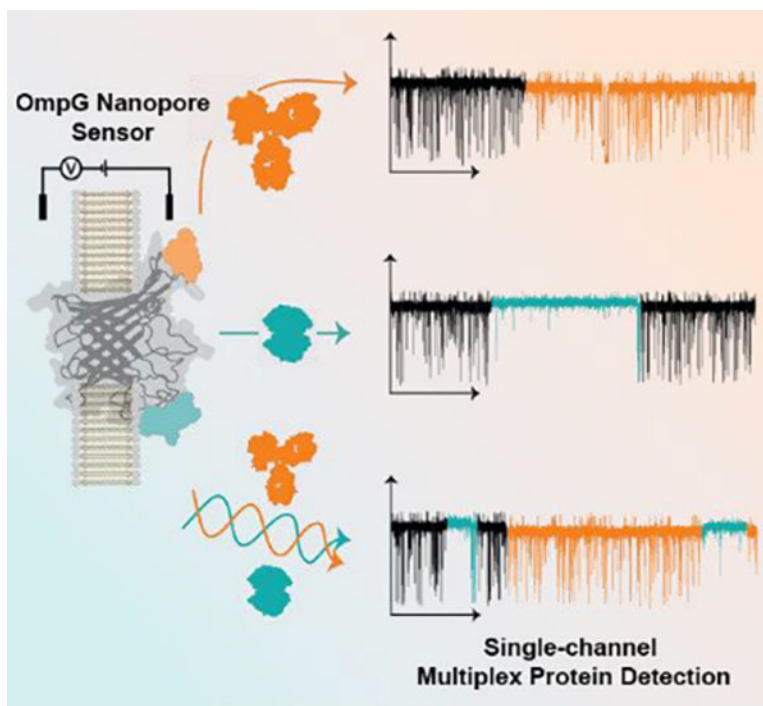 OmpG Nanopore
Sensor
V
Single-channel
Multiplex Protein Detection